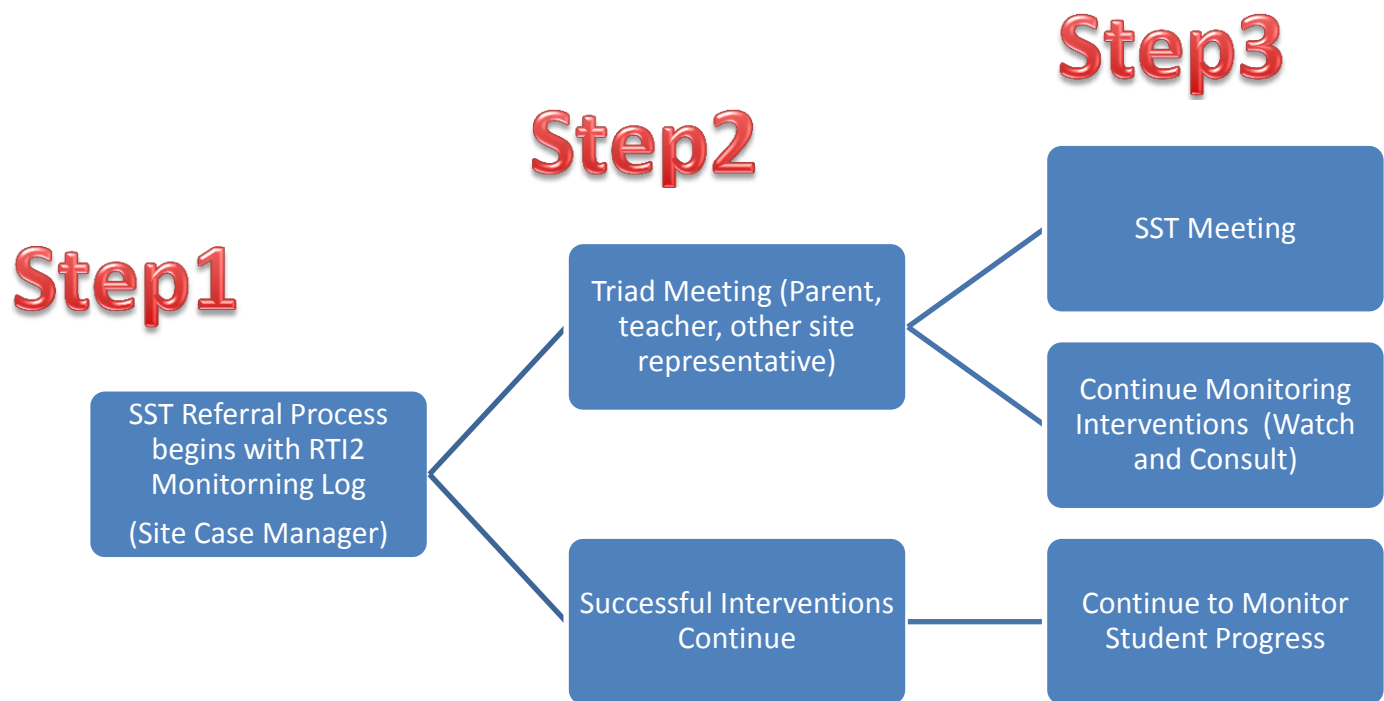 Step1
SST Referral Process
begins with RTI2
Monitorning Log
(Site Case Manager)
Step2
Triad Meeting (Parent,
teacher, other site
representative)
Successful Interventions
Continue
Step3
SST Meeting
Continue Monitoring
Interventions  (Watch
and Consult)
Continue to Monitor
Student Progress